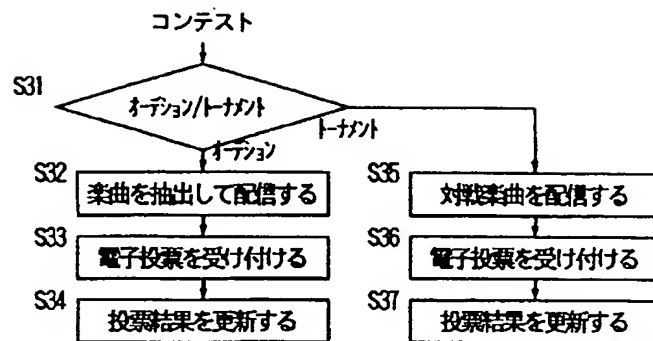 コンテスト
S31
オーデション/トーナメント
トーナメント
オーデション
S32
楽曲を抽出して配信する
S33
電子投票を受け付ける
S34
投票結果を更新する
S35
対戦楽曲を配信する
S36
電子投票を受け付ける
S37
投票結果を更新する